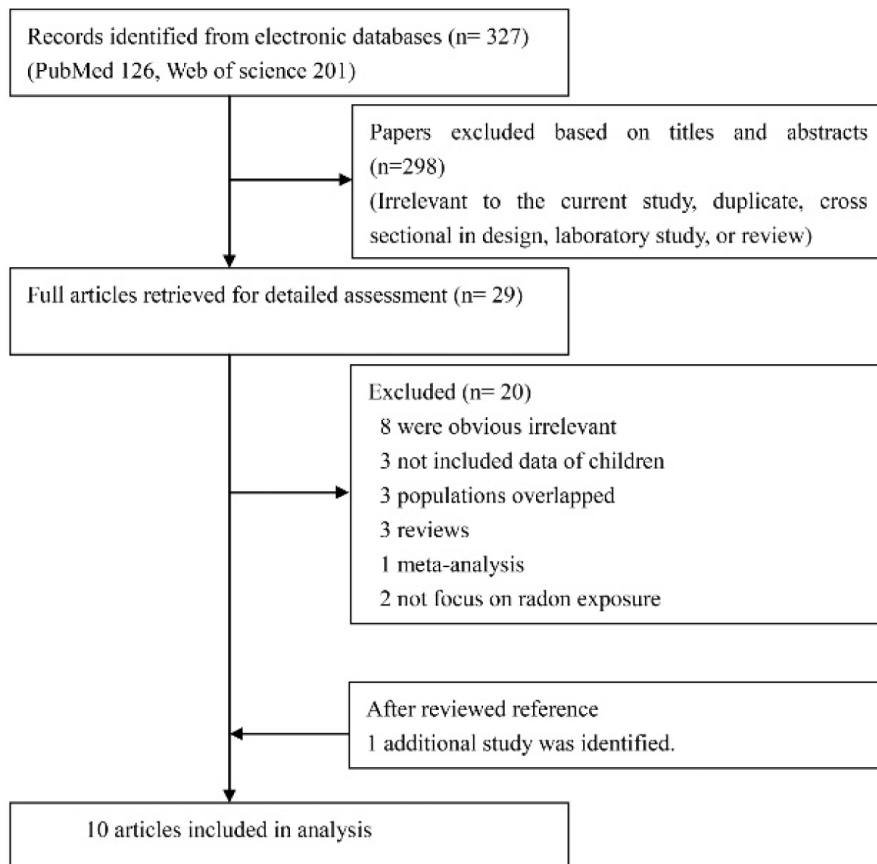 Records identified from electronic databases (n= 327)
(PubMed 126, Web of science 201)
Papers excluded based on titles and abstracts
(n=298)
(Irrelevant to the current study, duplicate, cross
sectional in design, laboratory study, or review)
Full articles retrieved for detailed assessment (n= 29)
Excluded (n= 20)
8 were obvious irrelevant
3 not included data of children
3 populations overlapped
3 reviews
1 meta-analysis
2 not focus on radon exposure
After reviewed reference
1 additional study was identified.
10 articles included in analysis